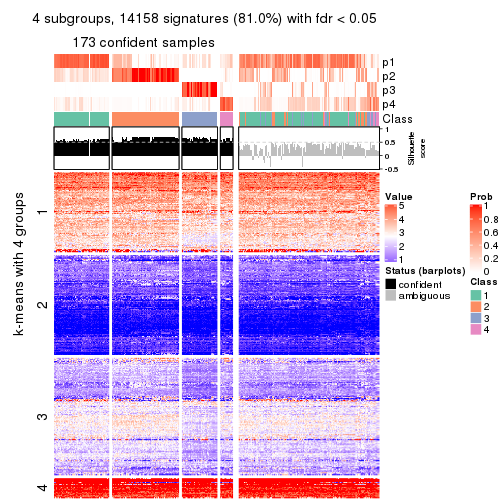 4 subgroups, 14158 signatures (81.0%) with fdr < 0.05
173 confident samples
p1
p2
p3
p4
Class
1
0.5
0
-0.5
Silhouette
score
k-means with 4 groups
1
2
3
4
Value
5
4
3
2
1
Status (barplots)
confident
ambiguous
Prob
1
0.8
0.6
0.4
0.2
0
Class
1
2
3
4